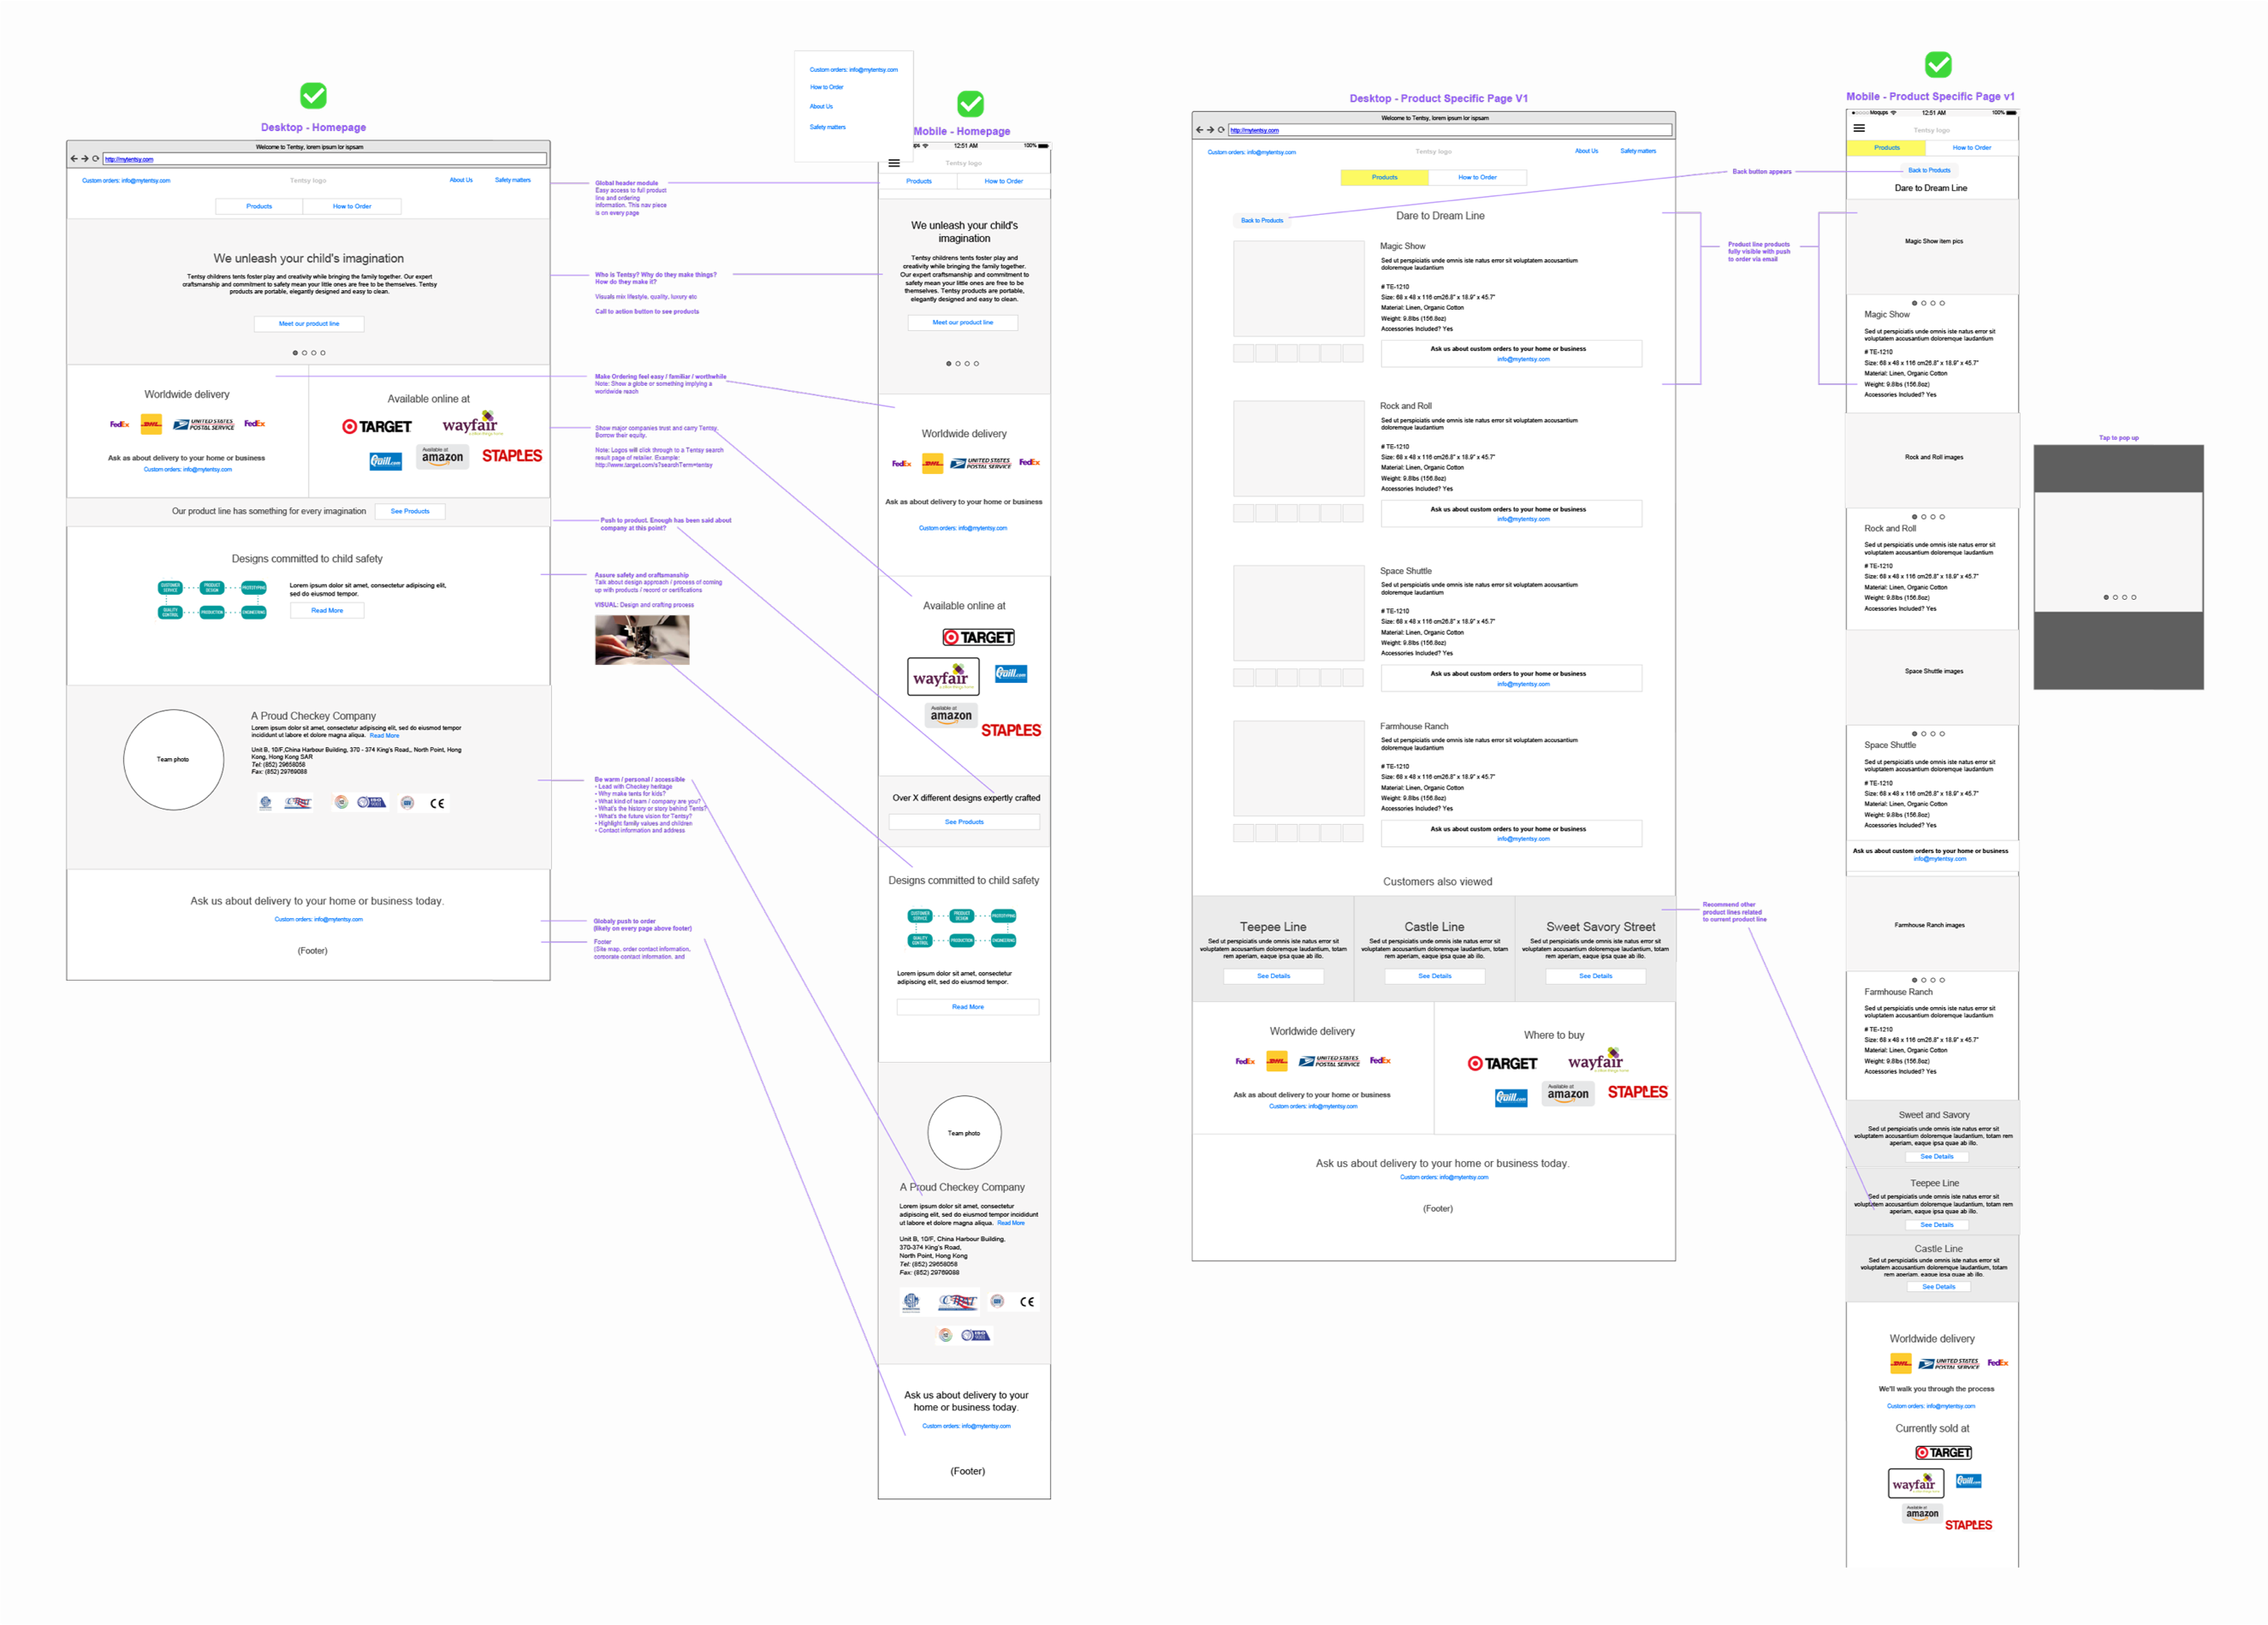 Desktop - Homepage
Welcome to Tentsy, lorem ipsum lor ispsam
http://mytentsy.com
Custom orders: info@mytentsy.com
Tentsy logo
About Us
Safety matters
Products
How to Order
We unleash your child's imagination
Tentsy childrens tents foster play and creativity while bringing the family together. Our expert
craftsmanship and commitment to safety mean your little ones are free to be themselves. Tentsy
products are portable, elegantly designed and easy to clean.
Meet our product line
Worldwide delivery
FedEx
DHL
UNITED STATES
POSTAL SERVICE
FedEx
Ask as about delivery to your home or business
Custom orders: info@mytentsy.com
Available online at
TARGET
wayfair
Quill.com
Available at
amazon
STAPLES
Our product line has something for every imagination
See Products
Designs committed to child safety
CUSTOMER
SERVICE
PRODUCT
DESIGN
PROTOTYPING
QUALITY
CONTROL
PRODUCTION
ENGINEERING
Lorem ipsum dolor sit amet, consectetur adipiscing elit,
sed do eiusmod tempor.
Read More
Team photo
A Proud Checkey Company
Lorem ipsum dolor sit amet, consectetur adipiscing elit, sed do eiusmod tempor
incididunt ut labore et dolore magna aliqua. Read More
Unit B, 10/F,China Harbour Building, 370 - 374 King's Road,, North Point, Hong
Kong, Hong Kong SAR
Tel: (852) 29658058
Fax: (852) 29769088
CE
Ask us about delivery to your home or business today.
Custom orders: info@mytentsy.com
(Footer)
Global header module
Easy access to full product
line and ordering
information. This nav piece
is on every page
Who is Tentsy? Why do they make things?
How do they make it?
Visuals mix lifestyle, quality, luxury etc
Call to action button to see products
Make Ordering feel easy / familiar / worthwhile
Note: Show a globe or something implying a
worldwide reach
Show major companies trust and carry Tentsy.
Borrow their equity.
Note: Logos will click through to a Tentsy search
result page of retailer. Example:
http://www.target.com/s?searchTerm=tentsy
Push to product. Enough has been said about
company at this point?
Assure safety and craftsmanship
Talk about design approach / process of coming
up with products / record or certifications
VISUAL: Design and crafting process
Be warm / personal / accessible
• Lead with Checkey heritage
• Why make tents for kids?
• What kind of team / company are you?
• What's the history or story behind Tents?
• What's the future vision for Tentsy?
• Highlight family values and children
• Contact information and address
Globaly push to order
(likely on every page above footer)
Footer
(Site map, order contact information,
corporate contact information, and
Custom orders: info@mytentsy.com
How to Order
About Us
Safety matters
Mobile - Homepage
12:51 AM
100%
Tentsy logo
Products
How to Order
We unleash your child's
imagination
Tentsy childrens tents foster play and
creativity while bringing the family together.
Our expert craftsmanship and commitment to
safety mean your little ones are free to be
themselves. Tentsy products are portable,
elegantly designed and easy to clean.
Meet our product line
Worldwide delivery
FedEx
DHL
UNITED STATES
POSTAL SERVICE
FedEx
Ask as about delivery to your home or business
Custom orders: info@mytentsy.com
Available online at
TARGET
wayfair
Quill.com
Available at
amazon
STAPLES
Over X different designs expertly crafted
See Products
Designs committed to child safety
CUSTOMER
SERVICE
PRODUCT
DESIGN
PROTOTYPING
QUALITY
CONTROL
PRODUCTION
ENGINEERING
Lorem ipsum dolor sit amet, consectetur
adipiscing elit, sed do eiusmod tempor.
Read More
Team photo
A Proud Checkey Company
Lorem ipsum dolor sit amet, consectetur
adipiscing elit, sed do eiusmod tempor incididunt
ut labore et dolore magna aliqua. Read More
Unit B, 10/F, China Harbour Building,
370-374 King's Road,
North Point, Hong Kong
Tel: (852) 29658058
Fax: (852) 29769088
CE
Ask us about delivery to your
home or business today.
Custom orders: info@mytentsy.com
(Footer)
Desktop - Product Specific Page V1
Welcome to Tentsy, lorem ipsum lor ispsam
http://mytentsy.com
Custom orders: info@mytentsy.com
Tentsy logo
About Us
Safety matters
Products
How to Order
Back to Products
Dare to Dream Line
Magic Show
Sed ut perspiciatis unde omnis iste natus error sit voluptatem accusantium
doloremque laudantium
# TE-1210
Size: 68 x 48 x 116 cm26.8" x 18.9" x 45.7"
Material: Linen, Organic Cotton
Weight: 9.8lbs (156.8oz)
Accessories Included? Yes
Ask us about custom orders to your home or business
info@mytentsy.com
Rock and Roll
Sed ut perspiciatis unde omnis iste natus error sit voluptatem accusantium
doloremque laudantium
# TE-1210
Size: 68 x 48 x 116 cm26.8" x 18.9" x 45.7"
Material: Linen, Organic Cotton
Weight: 9.8lbs (156.8oz)
Accessories Included? Yes
Ask us about custom orders to your home or business
info@mytentsy.com
Space Shuttle
Sed ut perspiciatis unde omnis iste natus error sit voluptatem accusantium
doloremque laudantium
# TE-1210
Size: 68 x 48 x 116 cm26.8" x 18.9" x 45.7"
Material: Linen, Organic Cotton
Weight: 9.8lbs (156.8oz)
Accessories Included? Yes
Ask us about custom orders to your home or business
info@mytentsy.com
Farmhouse Ranch
Sed ut perspiciatis unde omnis iste natus error sit voluptatem accusantium
doloremque laudantium
# TE-1210
Size: 68 x 48 x 116 cm26.8" x 18.9" x 45.7"
Material: Linen, Organic Cotton
Weight: 9.8lbs (156.8oz)
Accessories Included? Yes
Ask us about custom orders to your home or business
info@mytentsy.com
Customers also viewed
Teepee Line
Sed ut perspiciatis unde omnis iste natus error sit
voluptatem accusantium doloremque laudantium, totam
rem aperiam, eaque ipsa quae ab illo.
See Details
Castle Line
Sed ut perspiciatis unde omnis iste natus error sit
voluptatem accusantium doloremque laudantium, totam
rem aperiam, eaque ipsa quae ab illo.
See Details
Sweet Savory Street
Sed ut perspiciatis unde omnis iste natus error sit
voluptatem accusantium doloremque laudantium, totam
rem aperiam, eaque ipsa quae ab illo.
See Details
Worldwide delivery
FedEx
DHL
UNITED STATES
POSTAL SERVICE
FedEx
Ask as about delivery to your home or business
Custom orders: info@mytentsy.com
Where to buy
TARGET
wayfair
Quill.com
Available at
amazon
STAPLES
Ask us about delivery to your home or business today.
Custom orders: info@mytentsy.com
(Footer)
Back button appears
Product line products
fully visible with push
to order via email
Recommend other
product lines related
to current product line
Mobile - Product Specific Page v1
Moqups
12:51 AM
100%
Tentsy logo
Products
How to Order
Back to Products
Dare to Dream Line
Magic Show item pics
Magic Show
Sed ut perspiciatis unde omnis iste natus error sit
voluptatem accusantium doloremque laudantium
# TE-1210
Size: 68 x 48 x 116 cm26.8" x 18.9" x 45.7"
Material: Linen, Organic Cotton
Weight: 9.8lbs (156.8oz)
Accessories Included? Yes
Rock and Roll images
Rock and Roll
Sed ut perspiciatis unde omnis iste natus error sit
voluptatem accusantium doloremque laudantium
# TE-1210
Size: 68 x 48 x 116 cm26.8" x 18.9" x 45.7"
Material: Linen, Organic Cotton
Weight: 9.8lbs (156.8oz)
Accessories Included? Yes
Space Shuttle images
Space Shuttle
Sed ut perspiciatis unde omnis iste natus error sit
voluptatem accusantium doloremque laudantium
# TE-1210
Size: 68 x 48 x 116 cm26.8" x 18.9" x 45.7"
Material: Linen, Organic Cotton
Weight: 9.8lbs (156.8oz)
Accessories Included? Yes
Ask us about custom orders to your home or business
info@mytentsy.com
Farmhouse Ranch images
Farmhouse Ranch
Sed ut perspiciatis unde omnis iste natus error sit
voluptatem accusantium doloremque laudantium
# TE-1210
Size: 68 x 48 x 116 cm26.8" x 18.9" x 45.7"
Material: Linen, Organic Cotton
Weight: 9.8lbs (156.8oz)
Accessories Included? Yes
Sweet and Savory
Sed ut perspiciatis unde omnis iste natus error sit
voluptatem accusantium doloremque laudantium, totam rem
aperiam, eaque ipsa quae ab illo.
See Details
Teepee Line
Sed ut perspiciatis unde omnis iste natus error sit
voluptatem accusantium doloremque laudantium, totam rem
aperiam, eaque ipsa quae ab illo.
See Details
Castle Line
Sed ut perspiciatis unde omnis iste natus error sit
voluptatem accusantium doloremque laudantium, totam
rem aperiam, eaque ipsa quae ab illo.
See Details
Worldwide delivery
DHL
UNITED STATES
POSTAL SERVICE
FedEx
We'll walk you through the process
Custom orders: info@mytentsy.com
Currently sold at
TARGET
wayfair
Quill.com
Available at
amazon
STAPLES
Tap to pop up